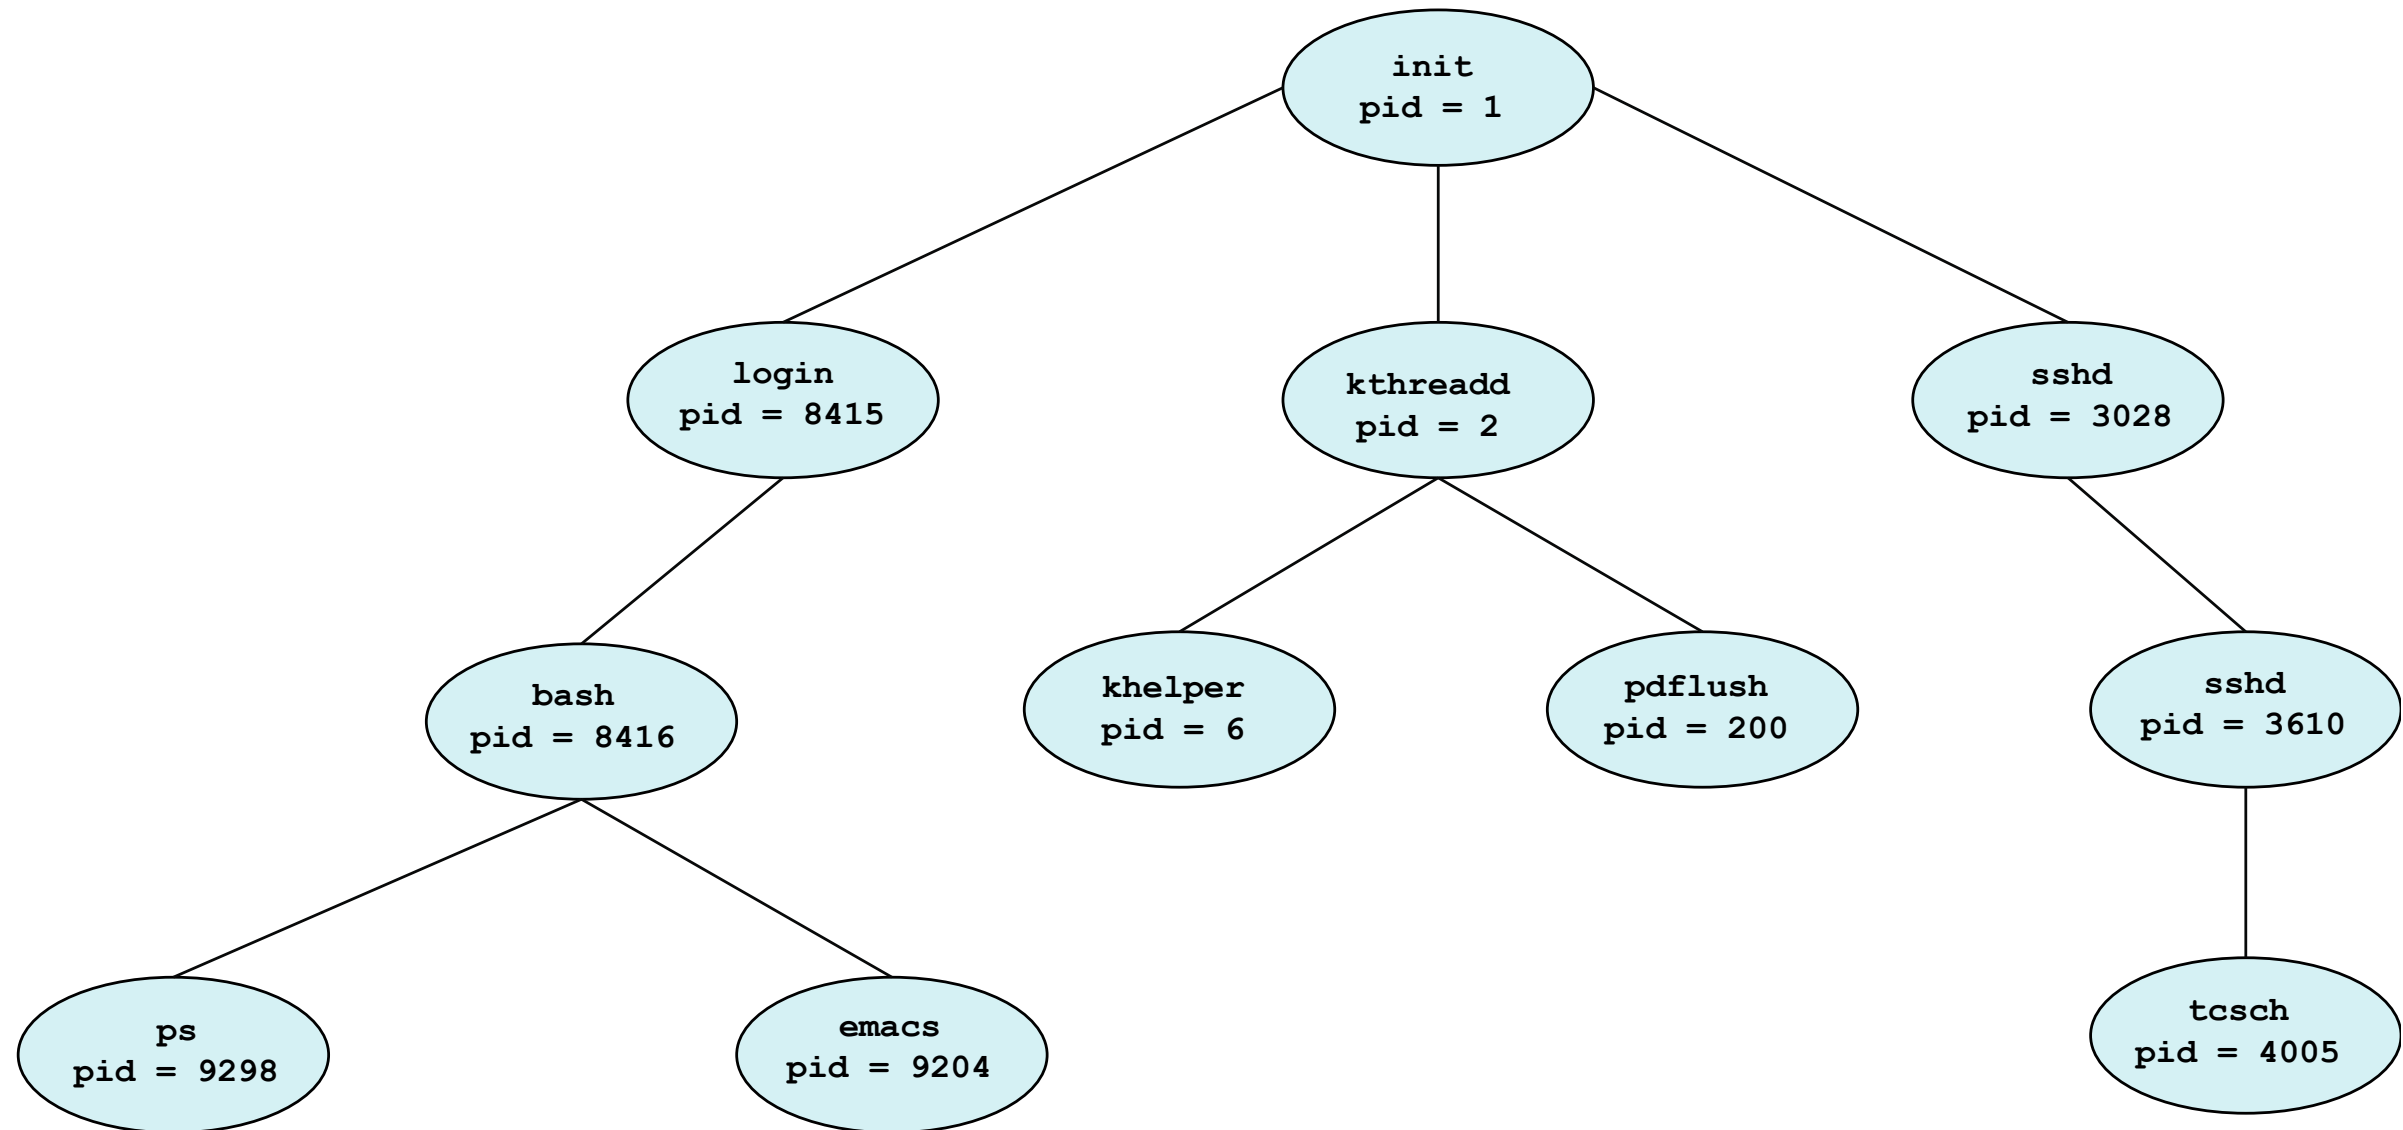 init
pid = 1
login
pid = 8415
kthreadd
pid = 2
sshd
pid = 3028
bash
pid = 8416
khelper
pid = 6
pdflush
pid = 200
sshd
pid = 3610
ps
pid = 9298
emacs
pid = 9204
tcsch
pid = 4005